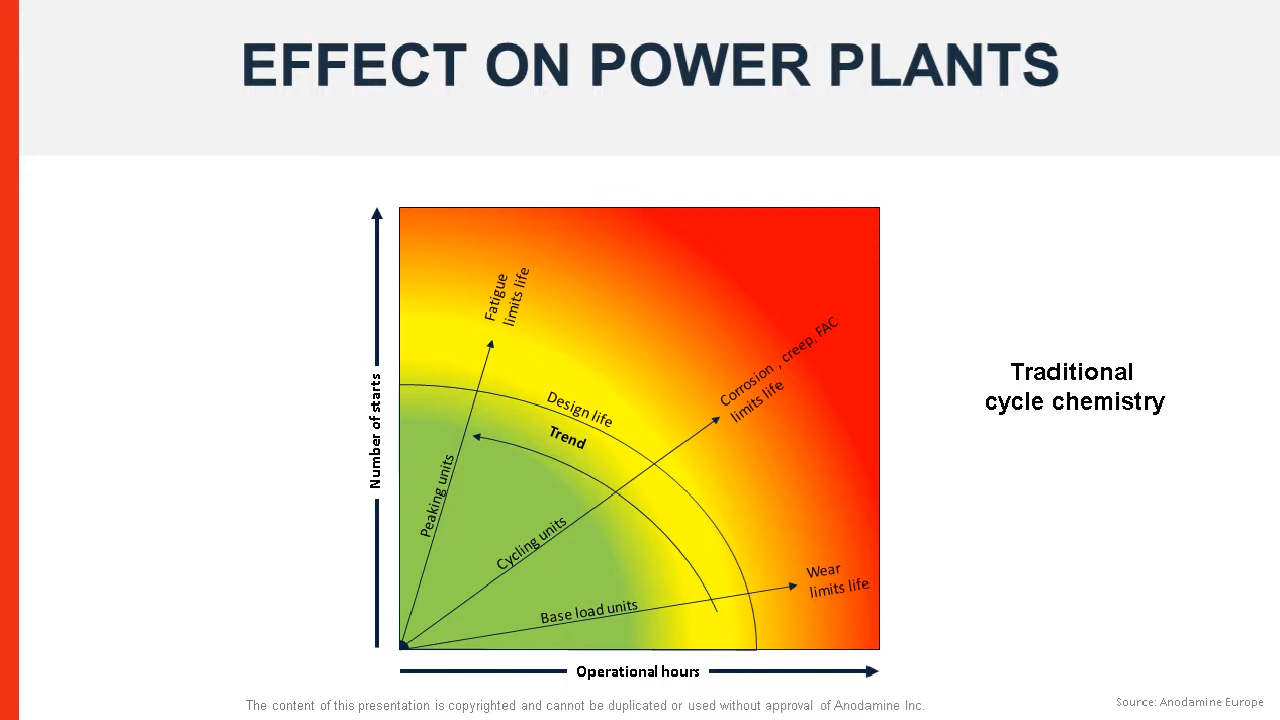 EFFECT ON POWER PLANTS
Number of starts
Fatigue
limits life
Corrosion , creep, FAC
limits life
Design life
Trend
Peaking units
Cycling units
Base load units
Wear
limits life
Operational hours
Traditional
cycle chemistry
The content of this presentation is copyrighted and cannot be duplicated or used without approval of Anodamine Inc.
Source: Anodamine Europe